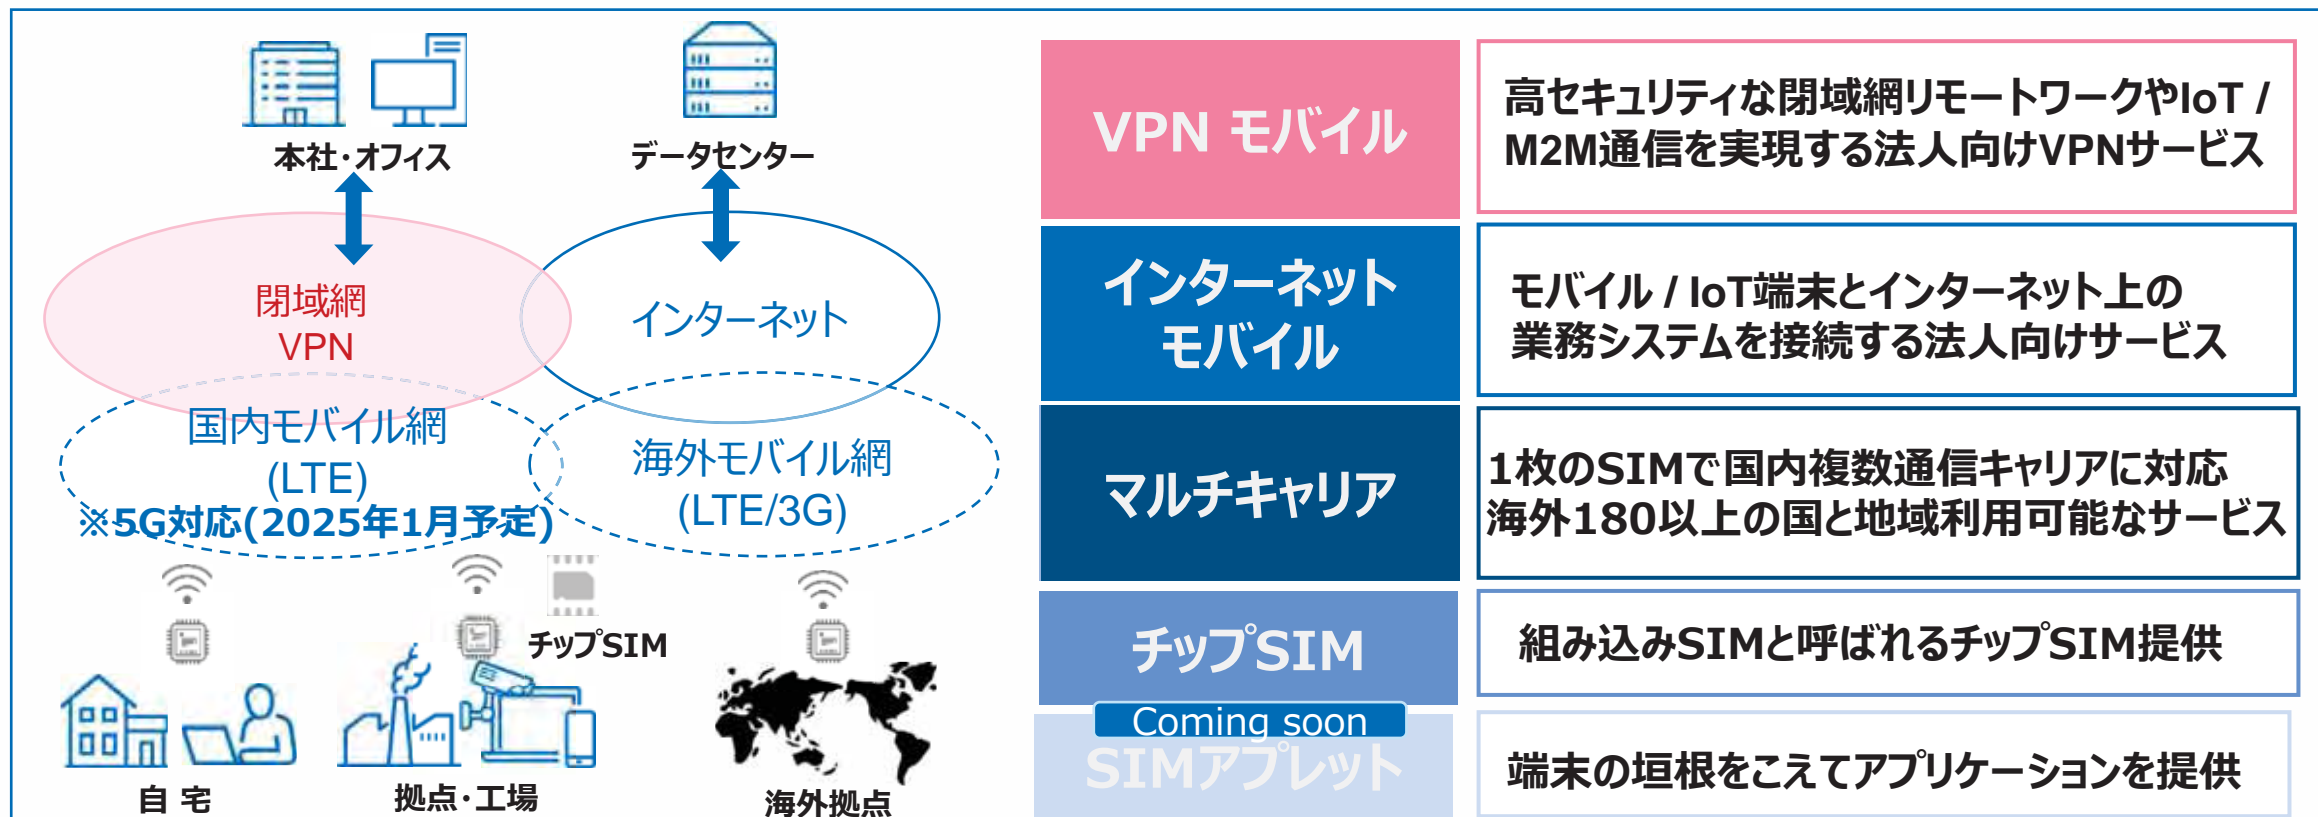 本社・オフィス
データセンター
閉域網
VPN
インターネット
国内モバイル網
(LTE)
※5G対応(2025年1月予定)
海外モバイル網
(LTE/3G)
チップSIM
自 宅
拠点・工場
海外拠点
VPN モバイル
高セキュリティな閉域網リモートワークやIoT /
M2M通信を実現する法人向けVPNサービス
インターネット
モバイル
モバイル / IoT端末とインターネット上の
業務システムを接続する法人向けサービス
マルチキャリア
1枚のSIMで国内複数通信キャリアに対応
海外180以上の国と地域利用可能なサービス
チップSIM
組み込みSIMと呼ばれるチップSIM提供
Coming soon
SIMアプレット
端末の垣根をこえてアプリケーションを提供